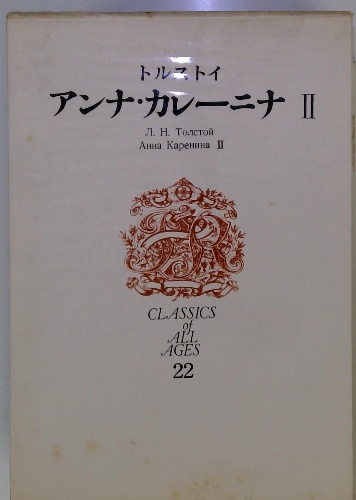 トルストイ
アンナ・カレーニナ II
Л. Н. Толстой
Анна Каренина II
CLASSICS
of
ALL
AGES
22